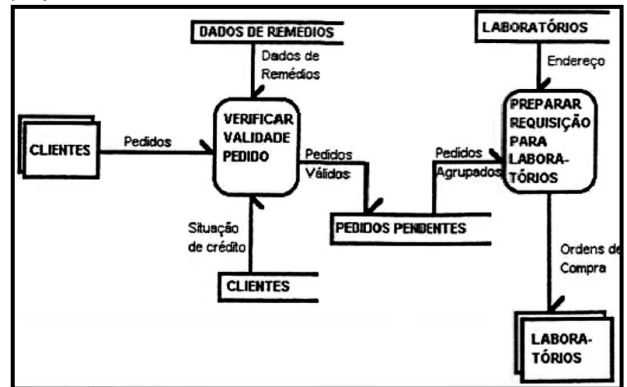 DADOS DE REMEDIOS
LABORATÓRIOS
Dados de
Remédios
Endereço
CLIENTES
Pedidos
VERIFICAR
VALIDADE
PEDIDO
Pedidos
Válidos
Pedidos
Agrupados
PREPARAR
REQUISIÇÃO
PARA
LABORA-
TÓRIOS
Situação
de crédito
PEDIDOS PENDENTES
Ordens de
Compra
CLIENTES
LABORA-
TÓRIOS